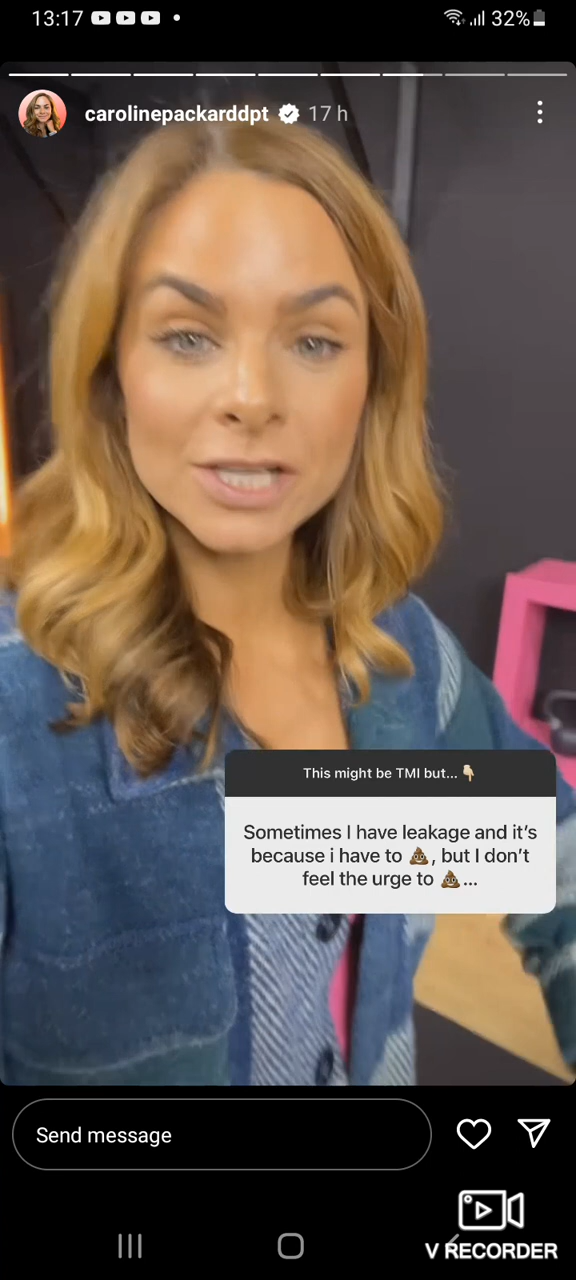 13:17 32%
carolinepackarddpt 17 h
This might be TMI but... 👇🏼
Sometimes I have leakage and it's
because i have to 💩, but I don't
feel the urge to 💩...
Send message
V RECORDER